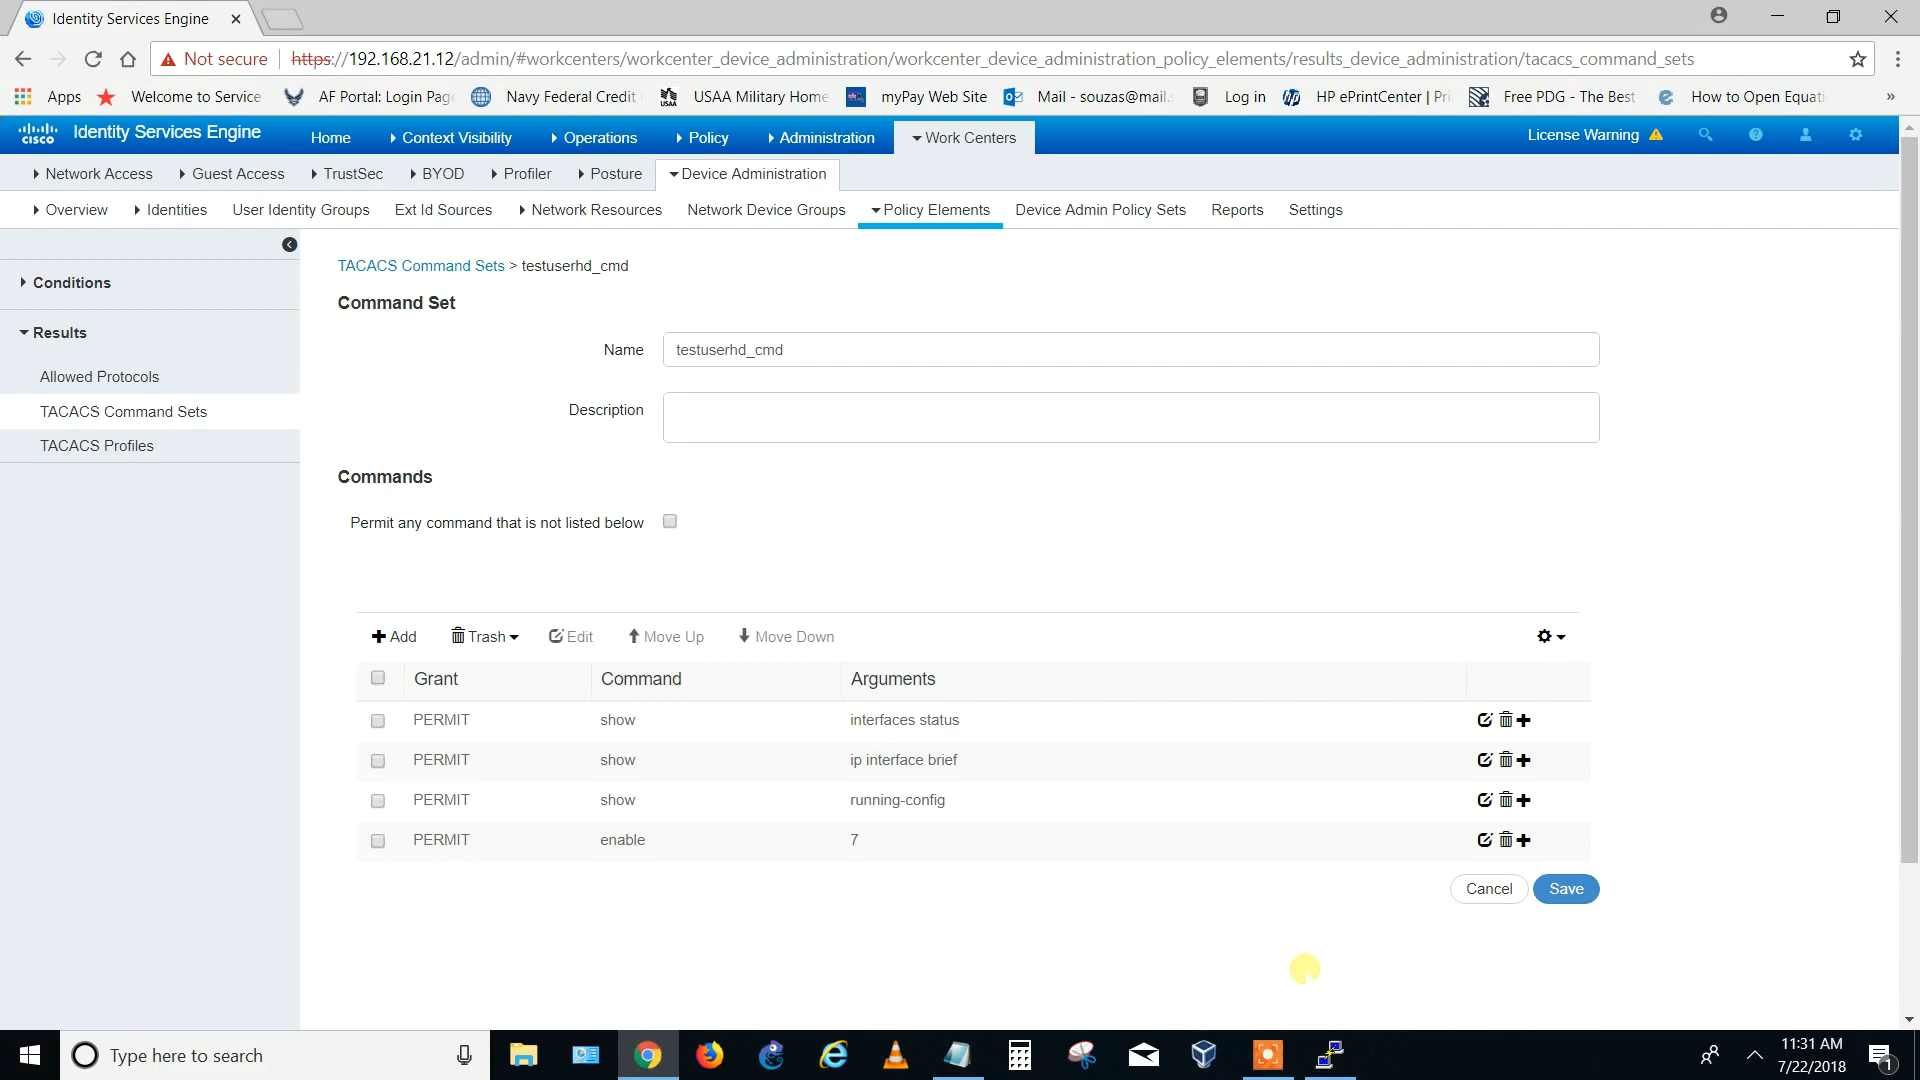 Identity Services Engine
Not secure
https://192.168.21.12/admin/#workcenters/workcenter_device_administration/workcenter_device_administration_policy_elements/results_device_administration/tacacs_command_sets
Apps Welcome to Service AF Portal: Login Page Navy Federal Credit USAA Military Home myPay Web Site Mail - souzas@mail. Log in HP ePrintCenter | Pri Free PDG - The Best How to Open Equati »
cisco Identity Services Engine Home Context Visibility Operations Policy Administration Work Centers License Warning
Network Access Guest Access TrustSec BYOD Profiler Posture Device Administration
Overview Identities User Identity Groups Ext Id Sources Network Resources Network Device Groups Policy Elements Device Admin Policy Sets Reports Settings
Conditions
Results
Allowed Protocols
TACACS Command Sets
TACACS Profiles
TACACS Command Sets > testuserhd_cmd
Command Set
Name testuserhd_cmd
Description
Commands
Permit any command that is not listed below
Add Trash Edit Move Up Move Down
Grant Command Arguments
PERMIT show interfaces status
PERMIT show ip interface brief
PERMIT show running-config
PERMIT enable 7
Cancel Save
Type here to search
11:31 AM
7/22/2018
1